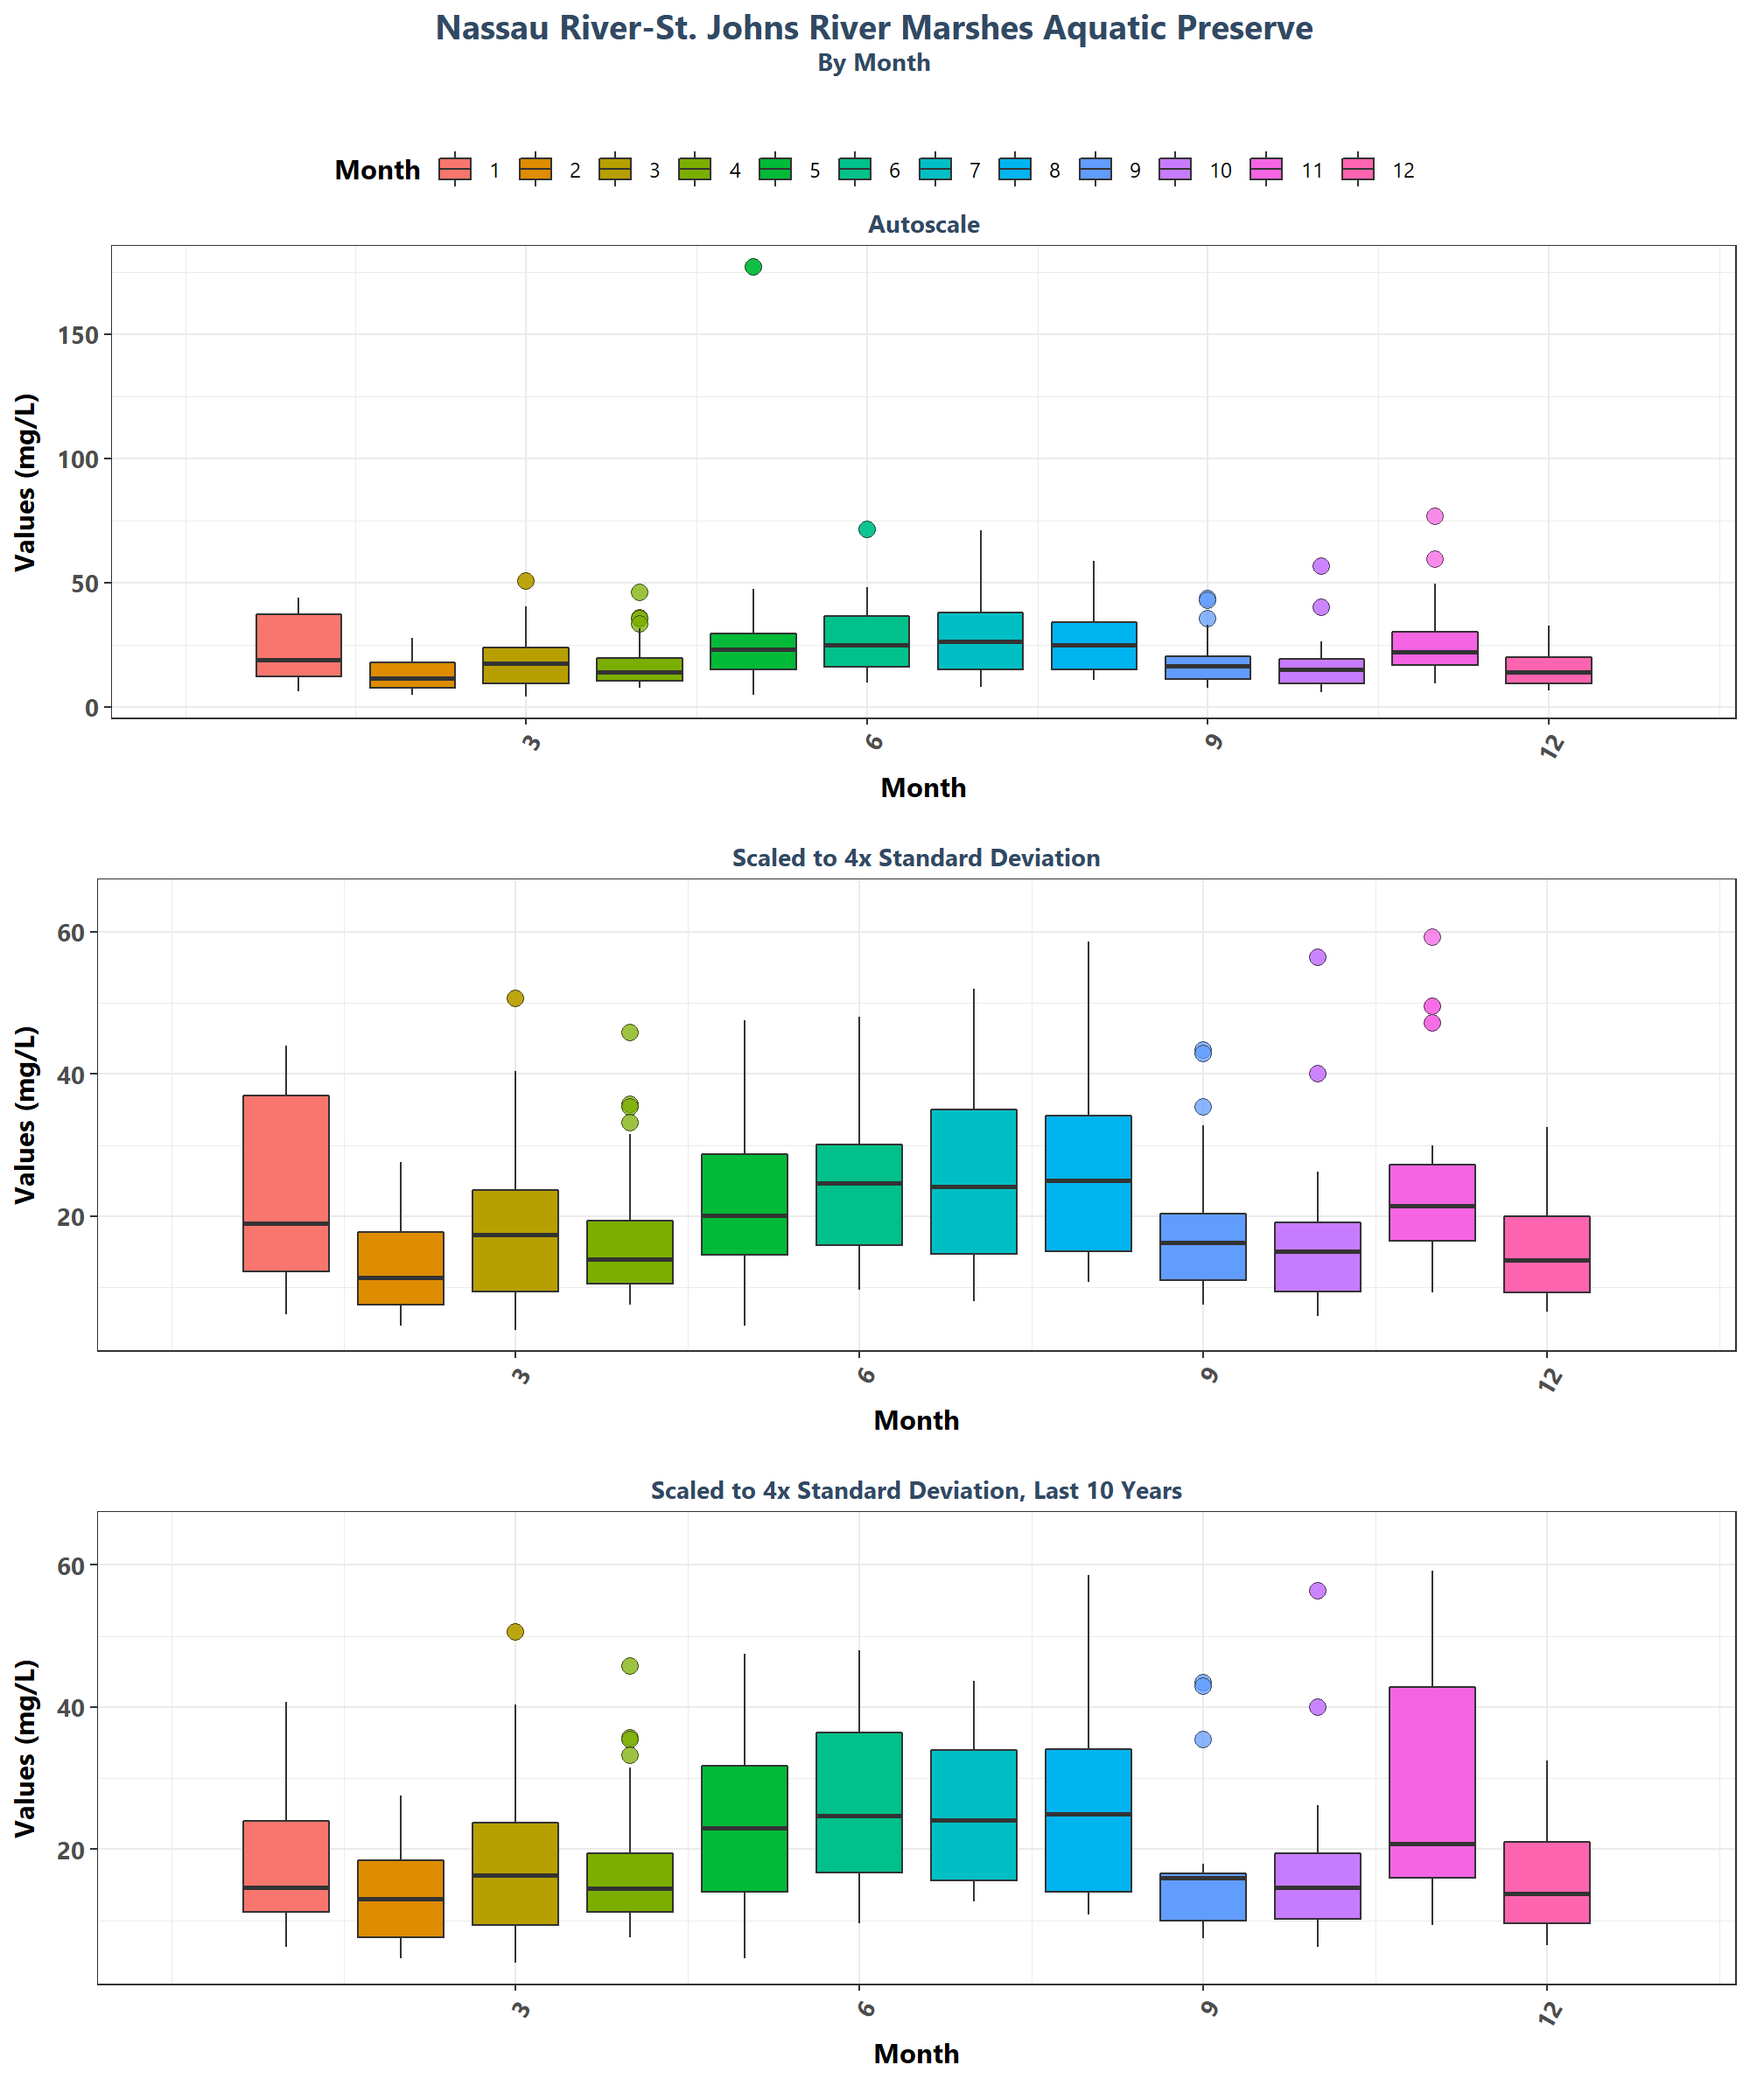 Nassau River-St. Johns River Marshes Aquatic Preserve
By Month
Month 1 2 3 4 5 6 7 8 9 10 11 12
Autoscale
Values (mg/L)
150
100
50
0
3 6 9 12
Month
Scaled to 4x Standard Deviation
Values (mg/L)
60
40
20
3 6 9 12
Month
Scaled to 4x Standard Deviation, Last 10 Years
Values (mg/L)
60
40
20
3 6 9 12
Month